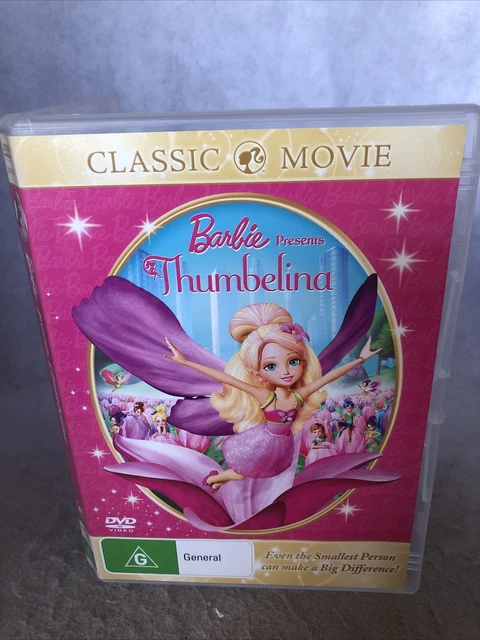 CLASSIC MOVIE
Barbie Presents
Thumbelina
DVD
VIDEO
G
General
Even the Smallest Person
can make a Big Difference!